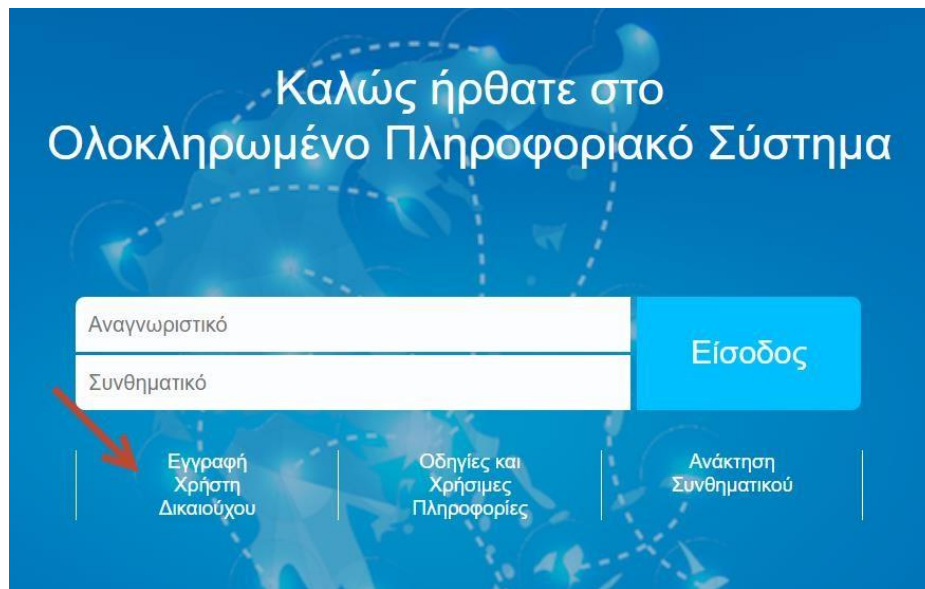 Καλώς ήρθατε στο
Ολοκληρωμένο Πληροφοριακό Σύστημα
Αναγνωριστικό
Συνθηματικό
Είσοδος
Εγγραφή
Χρήστη
Δικαιούχου
Οδηγίες και
Χρήσιμες
Πληροφορίες
Ανάκτηση
Συνθηματικού